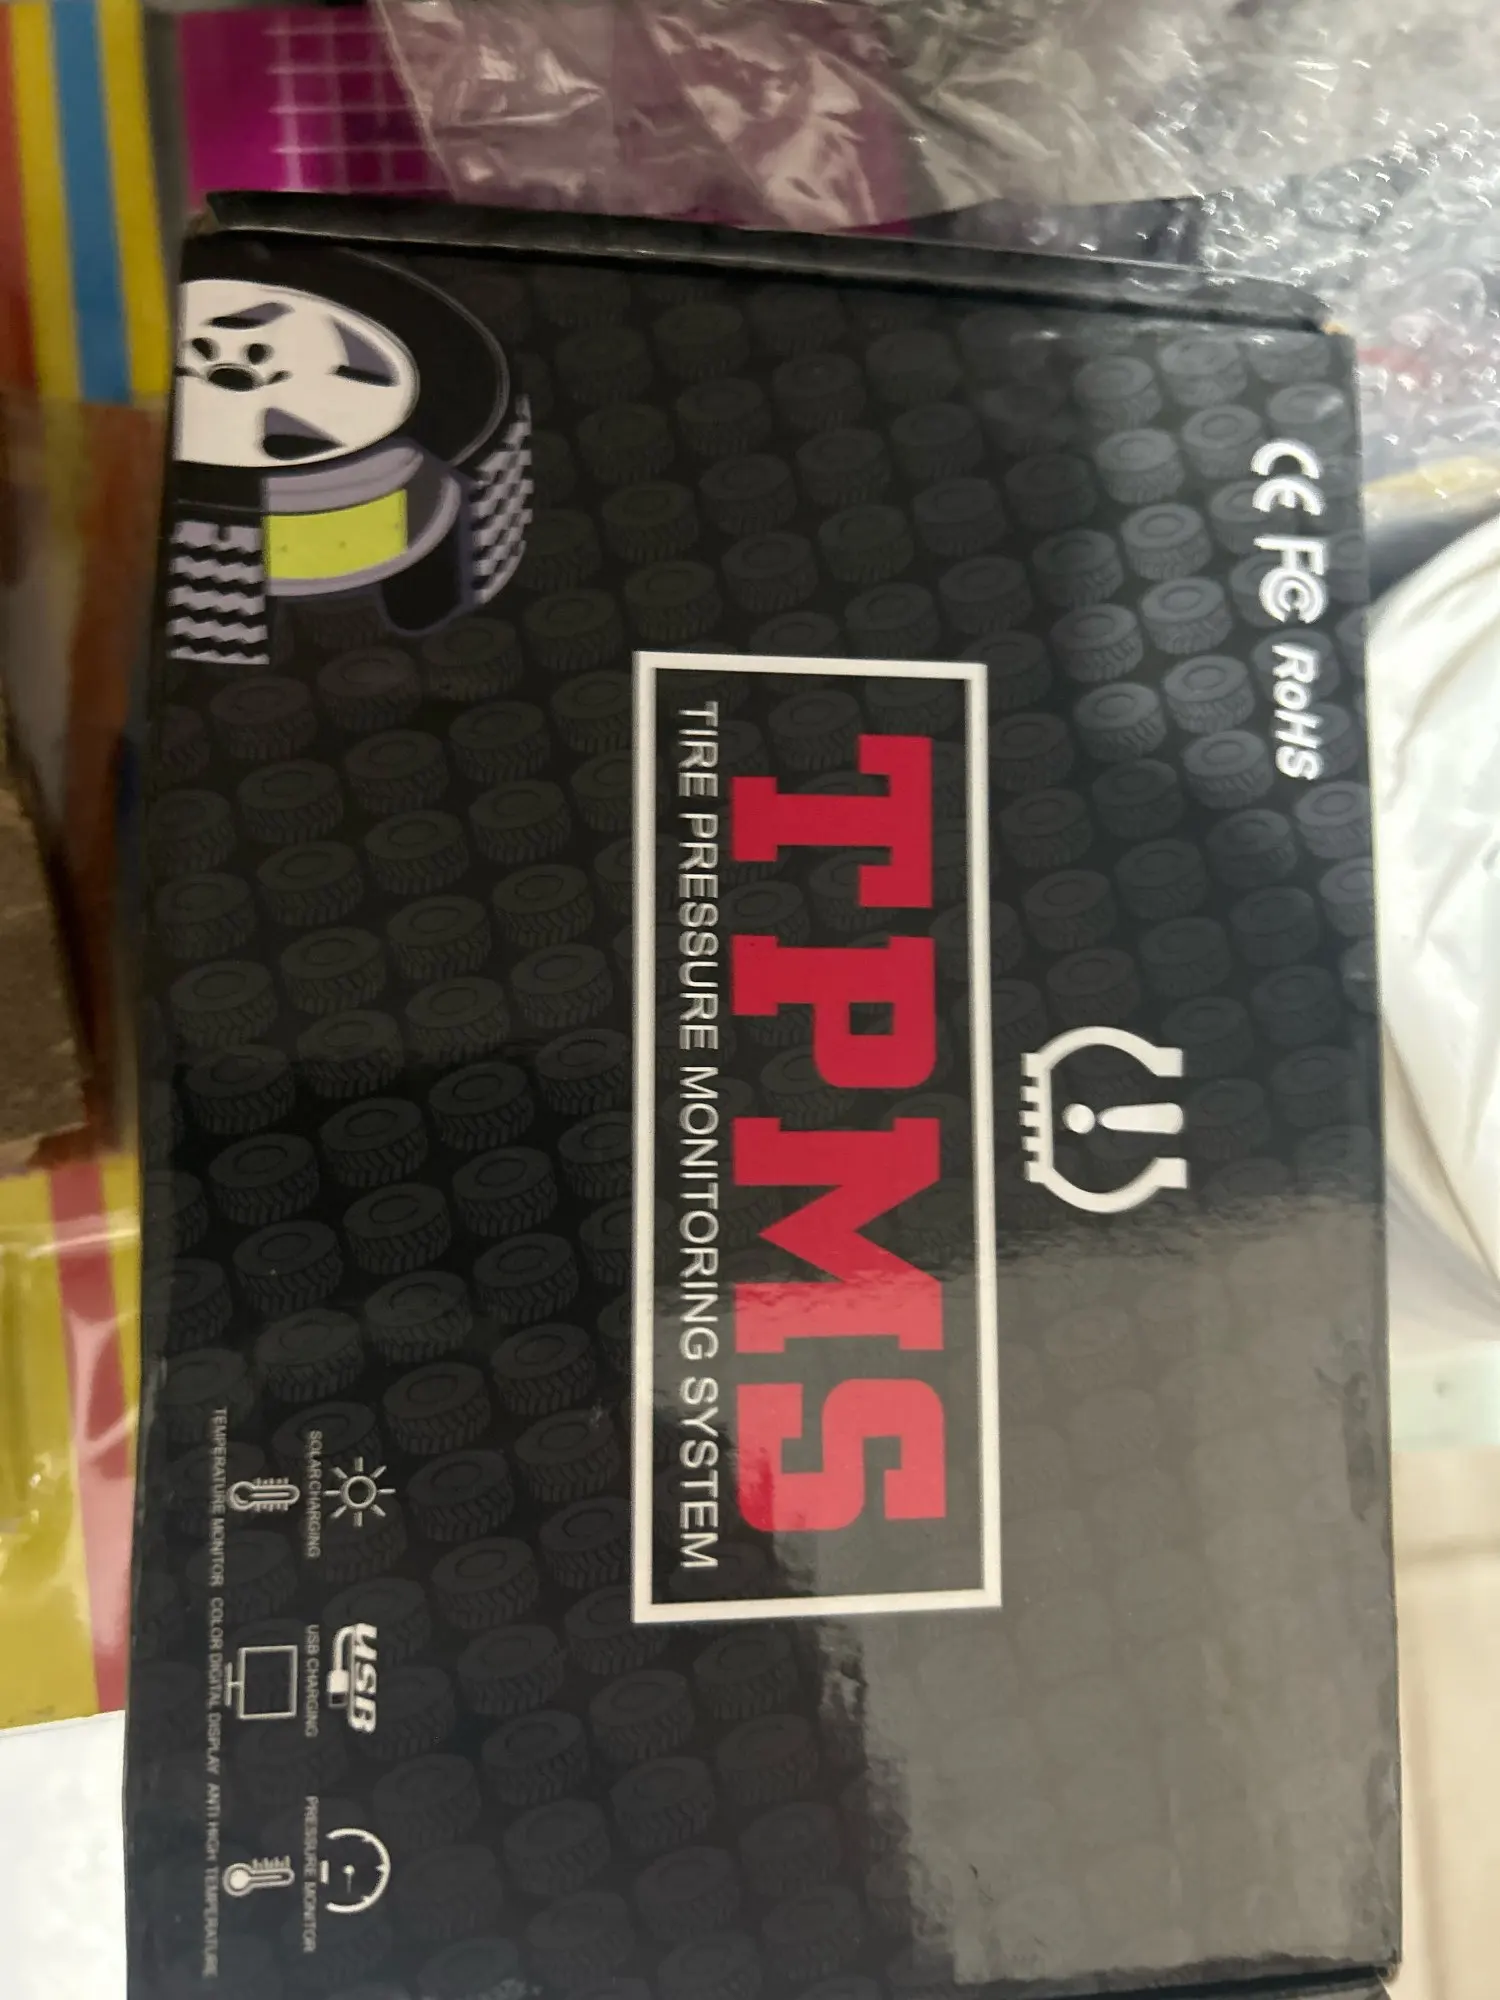 CE FC RoHS
TPMS
TIRE PRESSURE MONITORING SYSTEM
USB
SOLAR CHARGING USB CHARGING PRESSURE MONITOR
TEMPERATURE MONITOR COLOR DIGITAL DISPLAY ANTI HIGH TEMPERATURE